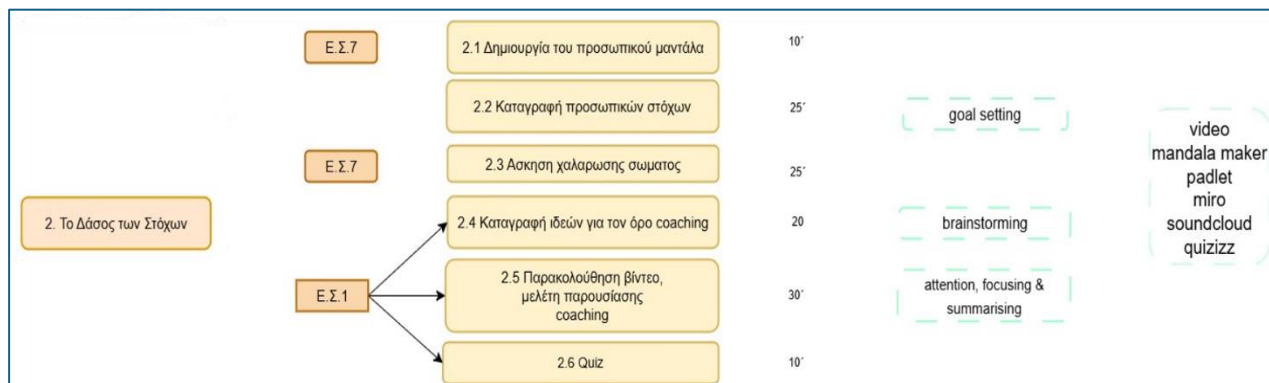 Ε.Σ.7
2.1 Δημιουργία του προσωπικού μαντάλα
10΄
2.2 Καταγραφή προσωπικών στόχων
25΄
goal setting
Ε.Σ.7
2.3 Ασκηση χαλαρωσης σωματος
25΄
2. Το Δάσος των Στόχων
2.4 Καταγραφή ιδεών για τον όρο coaching
20
brainstorming
Ε.Σ.1
2.5 Παρακολούθηση βίντεο,
μελέτη παρουσίασης
coaching
30΄
attention, focusing &
summarising
2.6 Quiz
10΄
video
mandala maker
padlet
miro
soundcloud
quizizz